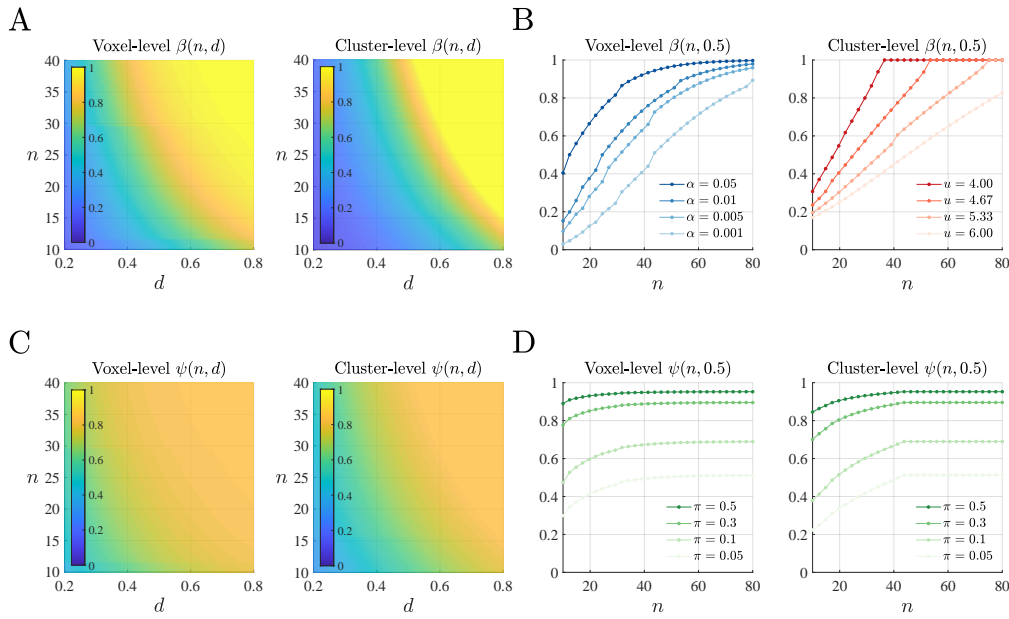 A
Voxel-level β(n, d)
Cluster-level β(n, d)
40
35
30
25
20
15
10
n
1
0.8
0.6
0.4
0.2
0
0.2 0.4 0.6 0.8
d
40
35
30
25
20
15
10
1
0.8
0.6
0.4
0.2
0
0.2 0.4 0.6 0.8
d
B
Voxel-level β(n, 0.5)
Cluster-level β(n, 0.5)
1
0.8
0.6
0.4
0.2
0
α = 0.05
α = 0.01
α = 0.005
α = 0.001
20 40 60 80
n
1
0.8
0.6
0.4
0.2
0
u = 4.00
u = 4.67
u = 5.33
u = 6.00
20 40 60 80
n
C
Voxel-level ψ(n, d)
Cluster-level ψ(n, d)
40
35
30
25
20
15
10
n
1
0.8
0.6
0.4
0.2
0
0.2 0.4 0.6 0.8
d
40
35
30
25
20
15
10
1
0.8
0.6
0.4
0.2
0
0.2 0.4 0.6 0.8
d
D
Voxel-level ψ(n, 0.5)
Cluster-level ψ(n, 0.5)
1
0.8
0.6
0.4
0.2
0
π = 0.5
π = 0.3
π = 0.1
π = 0.05
20 40 60 80
n
1
0.8
0.6
0.4
0.2
0
π = 0.5
π = 0.3
π = 0.1
π = 0.05
20 40 60 80
n